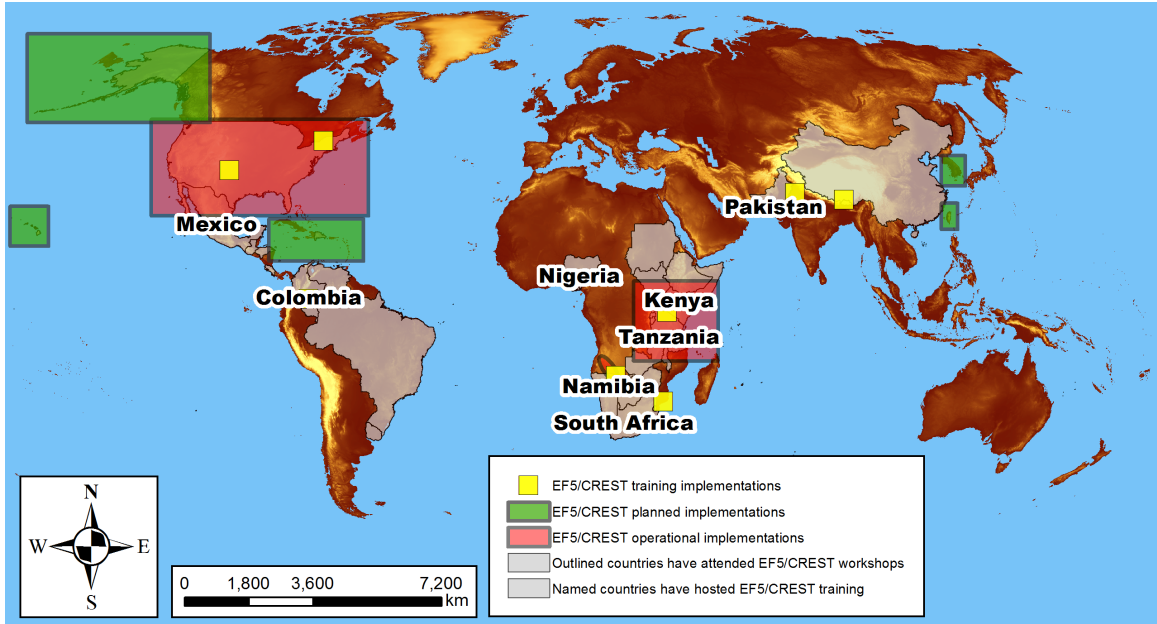 Mexico
Pakistan
Nigeria
Kenya
Colombia
Tanzania
Namibia
South Africa
N
W E
S
0 1,800 3,600 7,200
km
EF5/CREST training implementations
EF5/CREST planned implementations
EF5/CREST operational implementations
Outlined countries have attended EF5/CREST workshops
Named countries have hosted EF5/CREST training